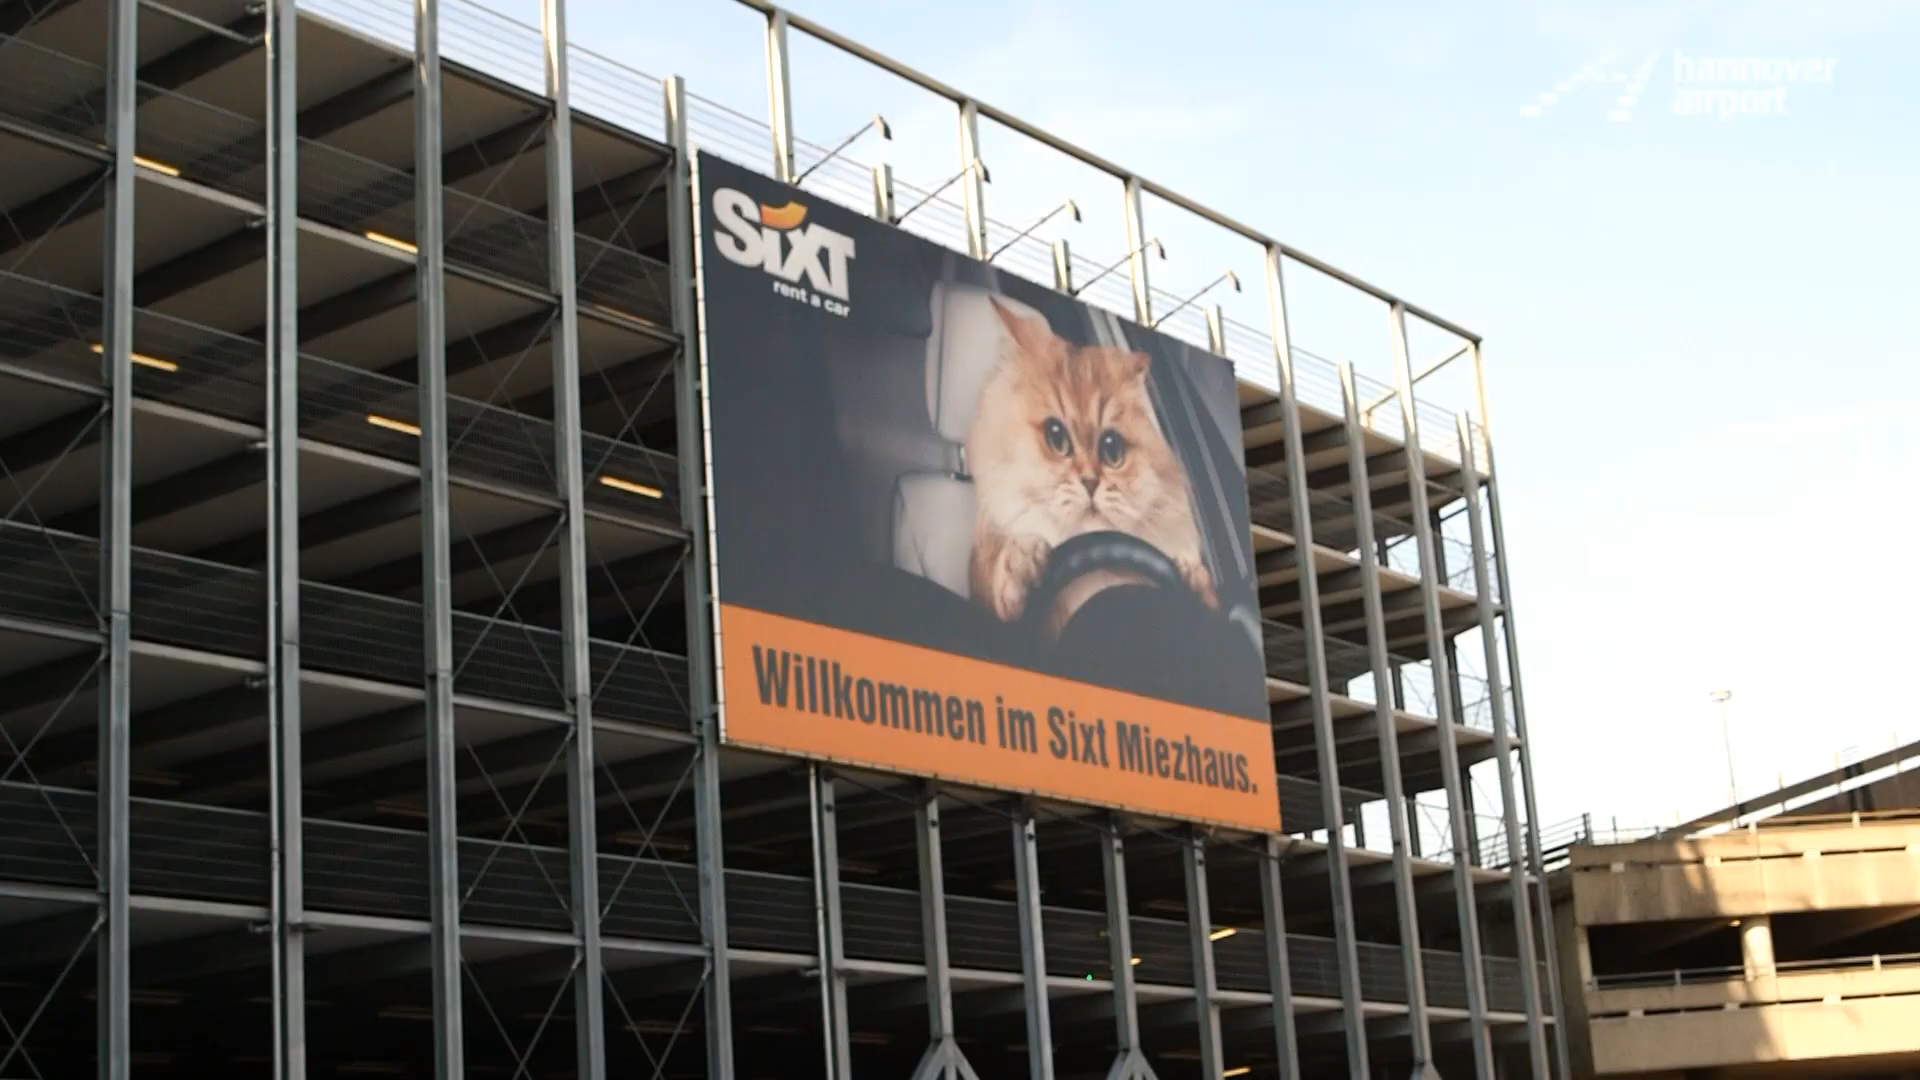 hannover
airport
SiXT
rent a car
Willkommen im Sixt Miezhaus.